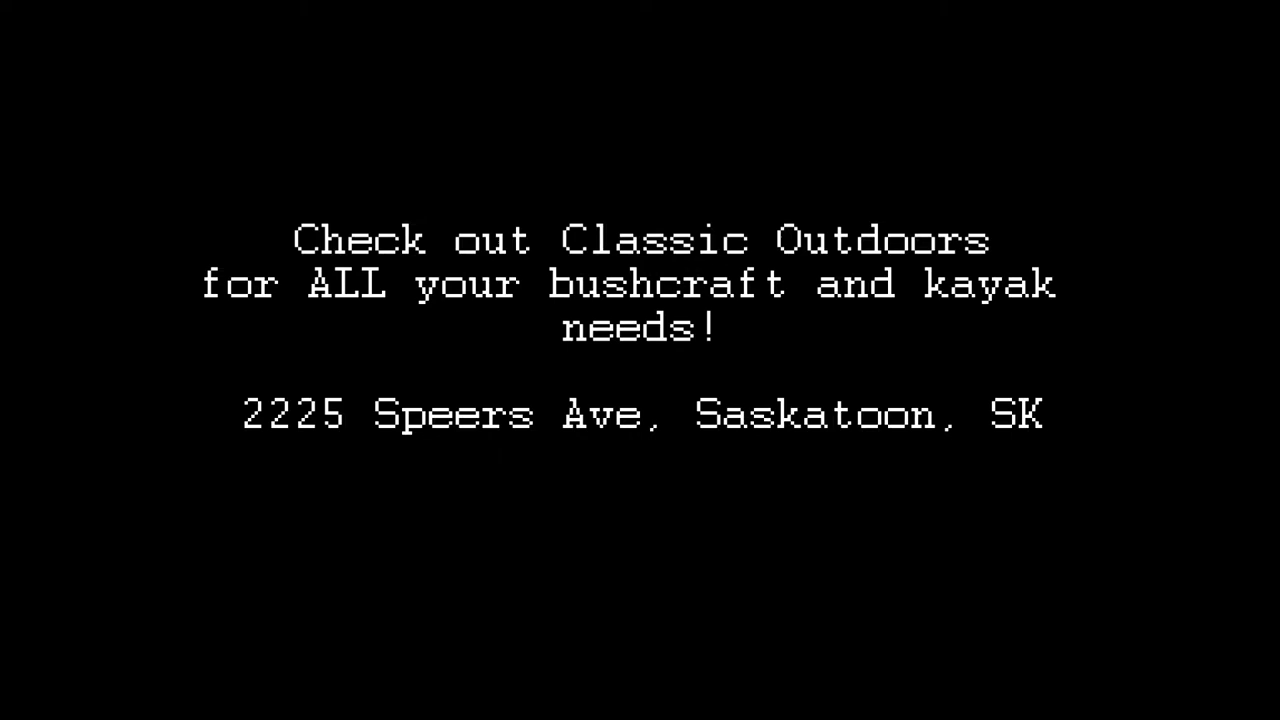 Check out Classic Outdoors
for ALL your bushcraft and kayak
needs!
2225 Speers Ave, Saskatoon, SK